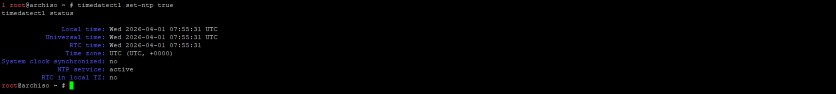 1 root@archiso ~ # timedatectl set-ntp true
timedatectl status
Local time: Wed 2026-04-01 07:55:31 UTC
Universal time: Wed 2026-04-01 07:55:31 UTC
RTC time: Wed 2026-04-01 07:55:31
Time zone: UTC (UTC, +0000)
System clock synchronized: no
NTP service: active
RTC in local TZ: no
root@archiso ~ #